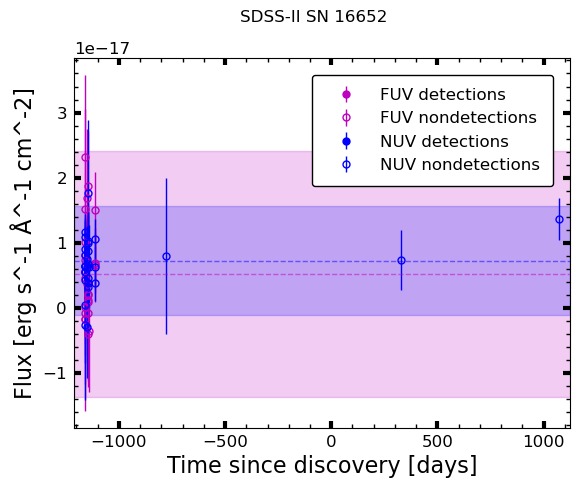 SDSS-II SN 16652
1e−17
FUV detections
FUV nondetections
NUV detections
NUV nondetections
3
2
1
0
−1
Flux [erg s^-1 Å^-1 cm^-2]
−1000
−500
0
500
1000
Time since discovery [days]